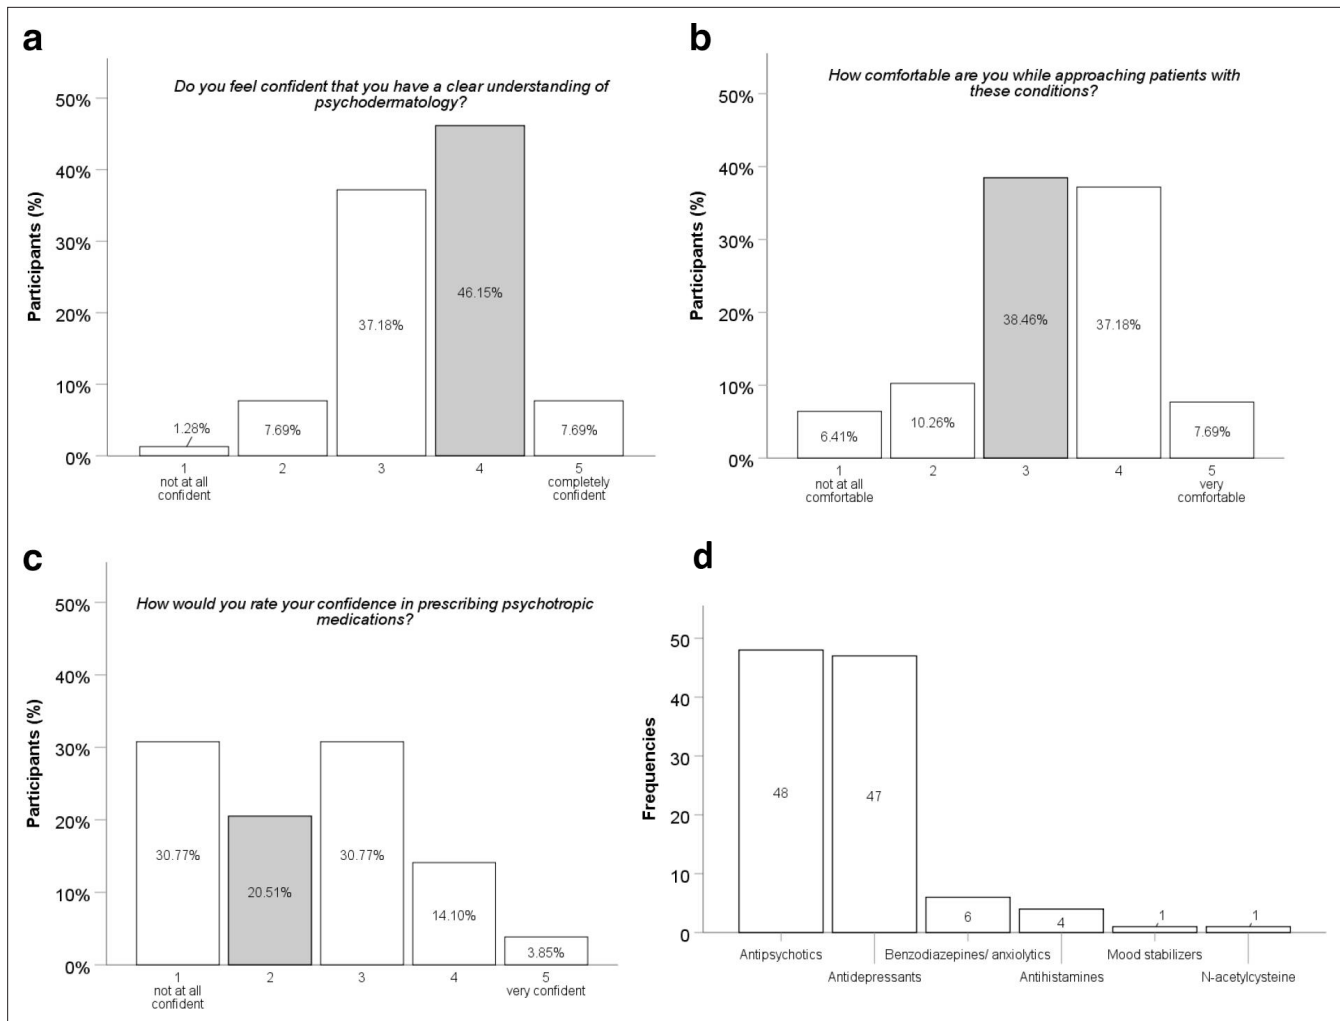 a
Do you feel confident that you have a clear understanding of
psychodermatology?
Participants (%)
50%
40%
30%
20%
10%
0%
1.28%
7.69%
37.18%
46.15%
7.69%
1
not at all
confident
2
3
4
5
completely
confident
b
How comfortable are you while approaching patients with
these conditions?
Participants (%)
50%
40%
30%
20%
10%
0%
6.41%
10.26%
38.46%
37.18%
7.69%
1
not at all
comfortable
2
3
4
5
very
comfortable
c
How would you rate your confidence in prescribing psychotropic
medications?
Participants (%)
50%
40%
30%
20%
10%
0%
30.77%
20.51%
30.77%
14.10%
3.85%
1
not at all
confident
2
3
4
5
very confident
d
Frequencies
50
40
30
20
10
0
48
47
6
4
1
1
Antipsychotics
Antidepressants
Benzodiazepines/ anxiolytics
Antihistamines
Mood stabilizers
N-acetylcysteine